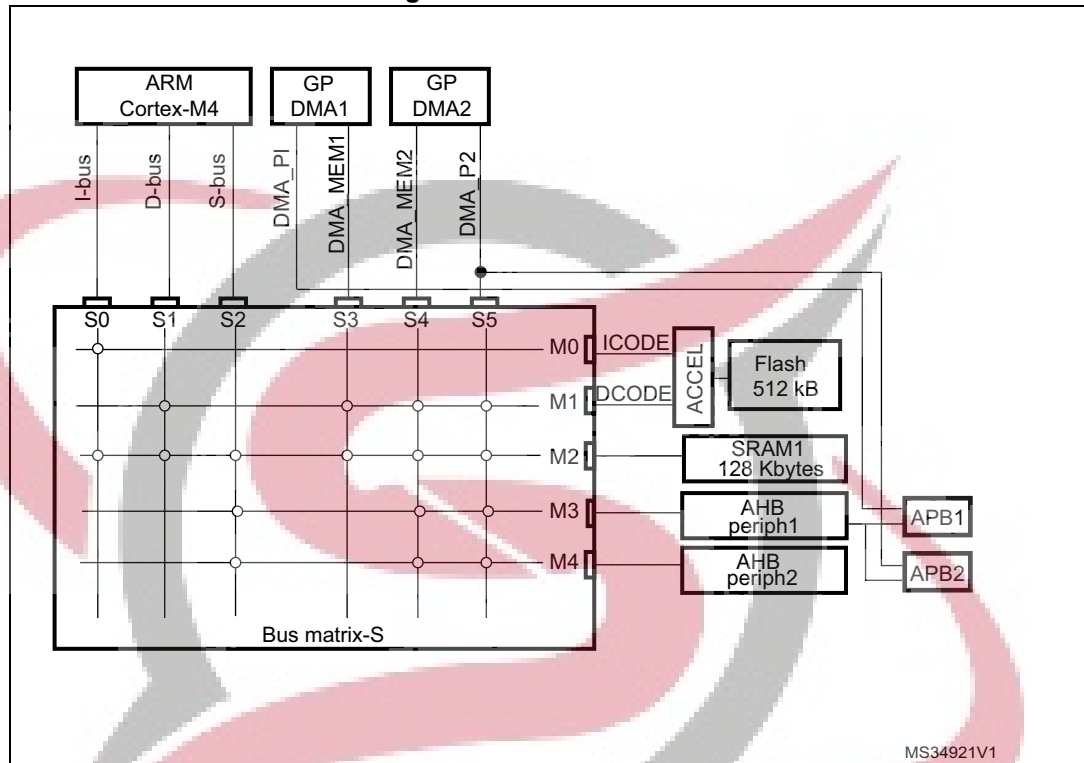 ARM
Cortex-M4
GP
DMA1
GP
DMA2
I-bus
D-bus
S-bus
DMA_PI
DMA_MEM1
DMA_MEM2
DMA_P2
S0
S1
S2
S3
S4
S5
M0
ICODE
M1
DCODE
ACCEL
Flash
512 kB
M2
SRAM1
128 Kbytes
M3
AHB
periph1
APB1
M4
AHB
periph2
APB2
Bus matrix-S
MS34921V1